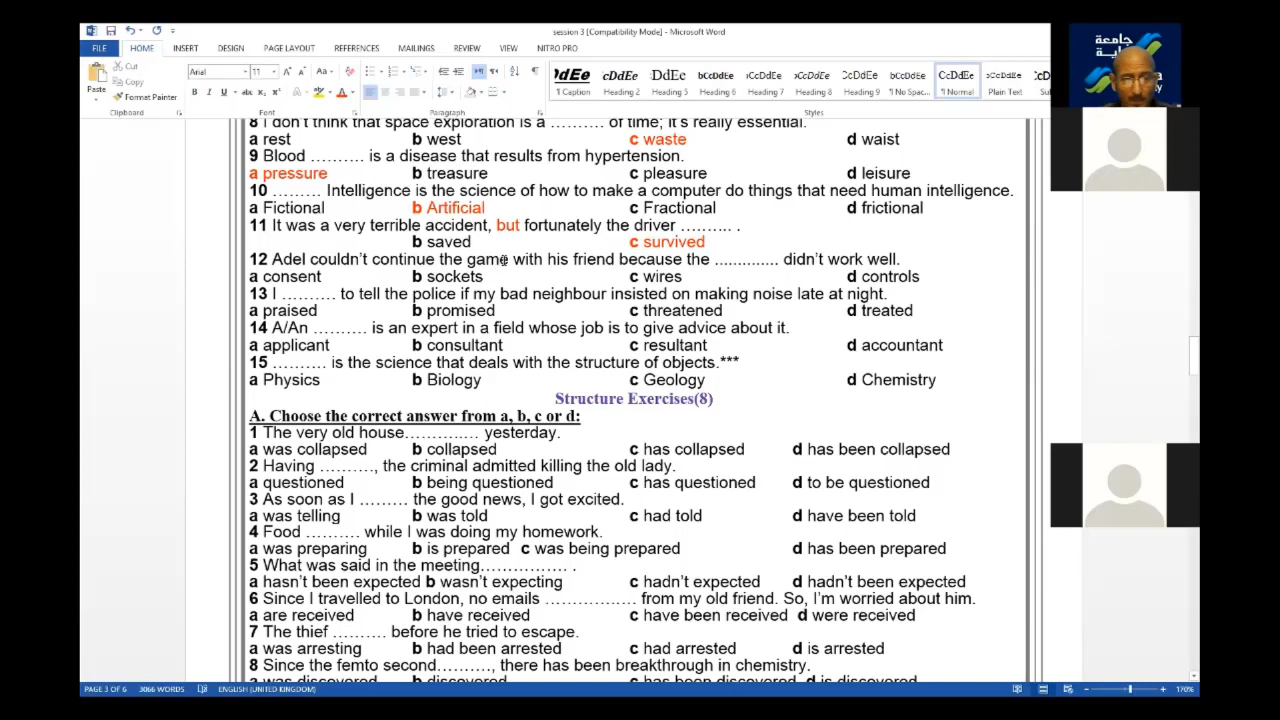 session 3 [Compatibility Mode] - Microsoft Word
FILE HOME INSERT DESIGN PAGE LAYOUT REFERENCES MAILINGS REVIEW VIEW NITRO PRO
Cut
Copy
Format Painter
Paste
Arial 11
Caption Heading 2 Heading 5 Heading 6 Heading 7 Heading 8 Heading 9 ¶ No Spac... ¶ Normal Plain Text
Clipboard Font Paragraph Styles
جامعة
8 I don't think that space exploration is a ………. of time; it's really essential.
a rest b west c waste d waist
9 Blood ………. is a disease that results from hypertension.
a pressure b treasure c pleasure d leisure
10 ……... Intelligence is the science of how to make a computer do things that need human intelligence.
a Fictional b Artificial c Fractional d frictional
11 It was a very terrible accident, but fortunately the driver ……….. .
b saved c survived
12 Adel couldn't continue the game with his friend because the ............. didn't work well.
a consent b sockets c wires d controls
13 I ………. to tell the police if my bad neighbour insisted on making noise late at night.
a praised b promised c threatened d treated
14 A/An ………. is an expert in a field whose job is to give advice about it.
a applicant b consultant c resultant d accountant
15 ………. is the science that deals with the structure of objects.***
a Physics b Biology c Geology d Chemistry
Structure Exercises(8)
A. Choose the correct answer from a, b, c or d:
1 The very old house………..… yesterday.
a was collapsed b collapsed c has collapsed d has been collapsed
2 Having ………., the criminal admitted killing the old lady.
a questioned b being questioned c has questioned d to be questioned
3 As soon as I ……… the good news, I got excited.
a was telling b was told c had told d have been told
4 Food ………. while I was doing my homework.
a was preparing b is prepared c was being prepared d has been prepared
5 What was said in the meeting……………. .
a hasn't been expected b wasn't expecting c hadn't expected d hadn't been expected
6 Since I travelled to London, no emails ……………… from my old friend. So, I'm worried about him.
a are received b have received c have been received d were received
7 The thief ………. before he tried to escape.
a was arresting b had been arrested c had arrested d is arrested
8 Since the femto second………., there has been breakthrough in chemistry.
a was discovered b discovered c has been discovered d is discovered
PAGE 3 OF 6 3066 WORDS ENGLISH (UNITED KINGDOM) 170%